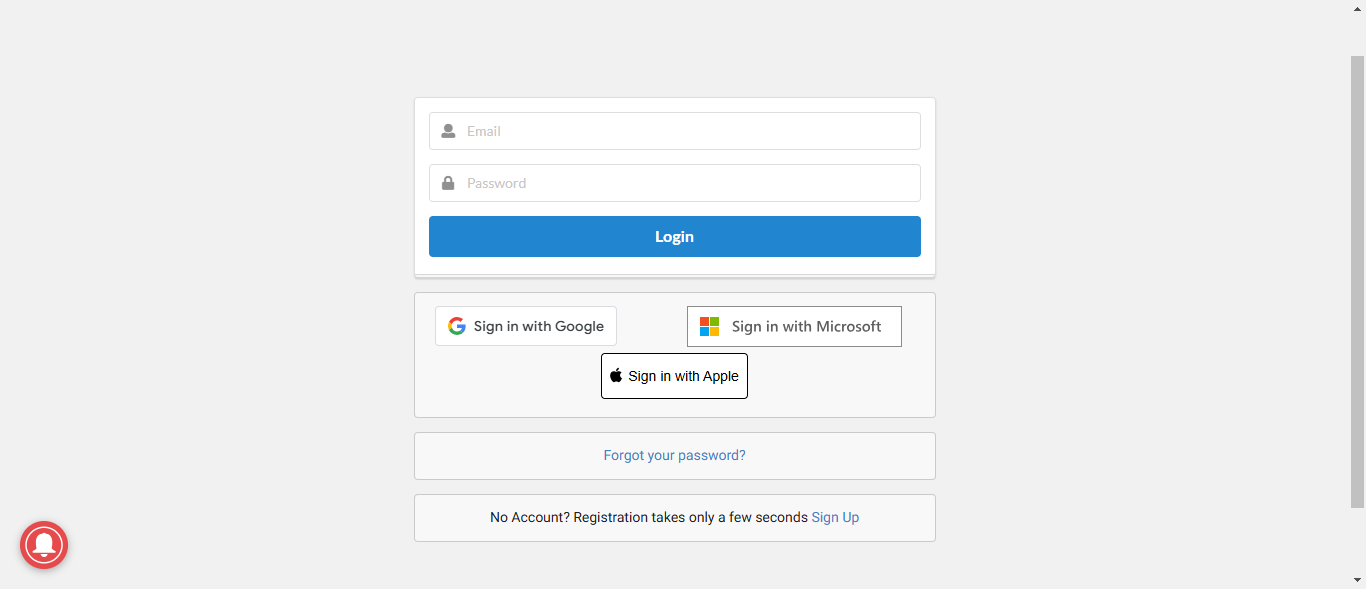 Email
Password
Login
Sign in with Google
Sign in with Microsoft
Sign in with Apple
Forgot your password?
No Account? Registration takes only a few seconds Sign Up